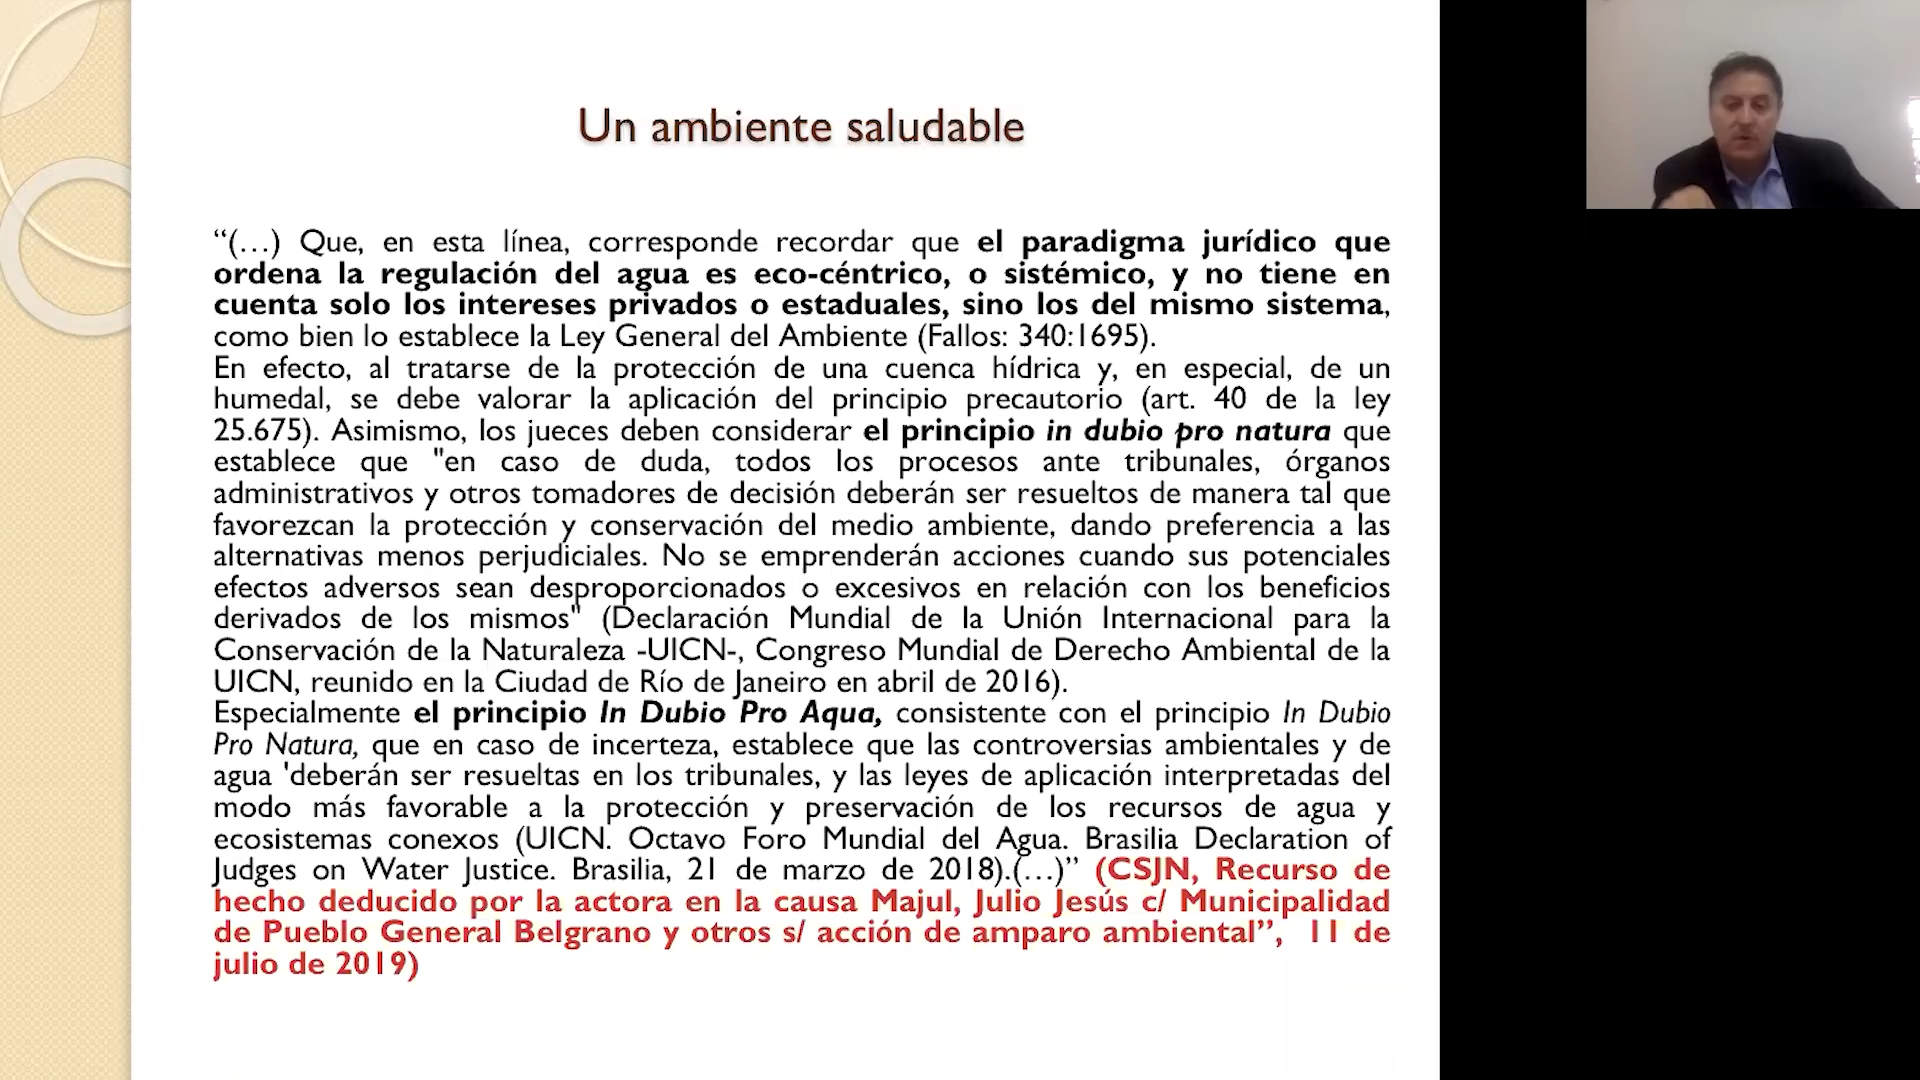 Un ambiente saludable
“(…) Que, en esta línea, corresponde recordar que el paradigma jurídico que
ordena la regulación del agua es eco-céntrico, o sistémico, y no tiene en
cuenta solo los intereses privados o estaduales, sino los del mismo sistema,
como bien lo establece la Ley General del Ambiente (Fallos: 340:1695).
En efecto, al tratarse de la protección de una cuenca hídrica y, en especial, de un
humedal, se debe valorar la aplicación del principio precautorio (art. 40 de la ley
25.675). Asimismo, los jueces deben considerar el principio in dubio pro natura que
establece que "en caso de duda, todos los procesos ante tribunales, órganos
administrativos y otros tomadores de decisión deberán ser resueltos de manera tal que
favorezcan la protección y conservación del medio ambiente, dando preferencia a las
alternativas menos perjudiciales. No se emprenderán acciones cuando sus potenciales
efectos adversos sean desproporcionados o excesivos en relación con los beneficios
derivados de los mismos" (Declaración Mundial de la Unión Internacional para la
Conservación de la Naturaleza -UICN-, Congreso Mundial de Derecho Ambiental de la
UICN, reunido en la Ciudad de Río de Janeiro en abril de 2016).
Especialmente el principio In Dubio Pro Aqua, consistente con el principio In Dubio
Pro Natura, que en caso de incerteza, establece que las controversias ambientales y de
agua 'deberán ser resueltas en los tribunales, y las leyes de aplicación interpretadas del
modo más favorable a la protección y preservación de los recursos de agua y
ecosistemas conexos (UICN. Octavo Foro Mundial del Agua. Brasilia Declaration of
Judges on Water Justice. Brasilia, 21 de marzo de 2018).(…)” (CSJN, Recurso de
hecho deducido por la actora en la causa Majul, Julio Jesús c/ Municipalidad
de Pueblo General Belgrano y otros s/ acción de amparo ambiental”, 11 de
julio de 2019)